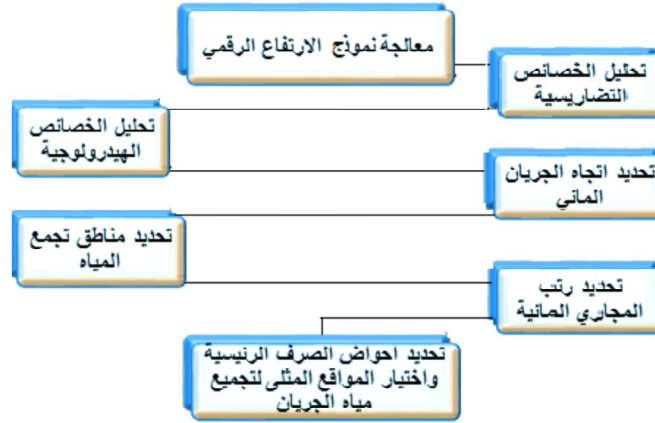 معالجة نموذج الارتفاع الرقمي
تحليل الخصائص
التضاريسية
تحليل الخصائص
الهيدرولوجية
تحديد اتجاه الجريان
المائي
تحديد مناطق تجمع
المياه
تحديد رتب
المجاري المائية
تحديد احواض الصرف الرئيسية
واختيار المواقع المثلى لتجميع
مياه الجريان